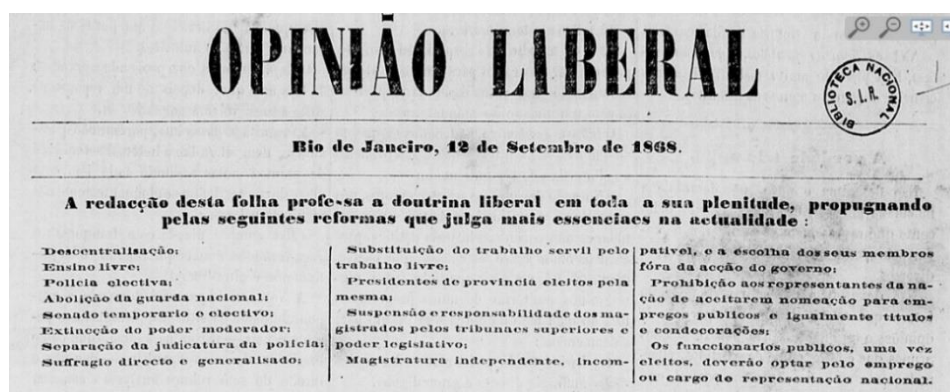 OPINIÃO LIBERAL
BIBLIOTECA NACIONAL
S. I. R.
Rio de Janeiro, 12 de Setembro de 1868.
A redacção desta folha professa a doutrina liberal em toda a sua plenitude, propugnando
pelas seguintes reformas que julga mais essenciaes na actualidade :
Descentralisação;
Ensino livre;
Policia electiva;
Abolição da guarda nacional;
Senado temporario e electivo;
Extincção do poder moderador;
Separação da judicatura da policia;
Suffragio directo e generalisado;
Substituição do trabalho servil pelo
trabalho livre;
Presidentes de provincia eleitos pela
mesma;
Suspensão e responsabilidade dos ma-
gistrados pelos tribunaes superiores e
poder legislativo;
Magistratura independente, incom-
pativel, e a escolha dos seus membros
fóra da acção do governo;
Prohibição aos representantes da na-
ção de aceitarem nomeação para em-
pregos publicos e igualmente titulos
e condecorações;
Os funccionarios publicos, uma vez
eleitos, deverão optar pelo emprego
ou cargo de representação nacional.